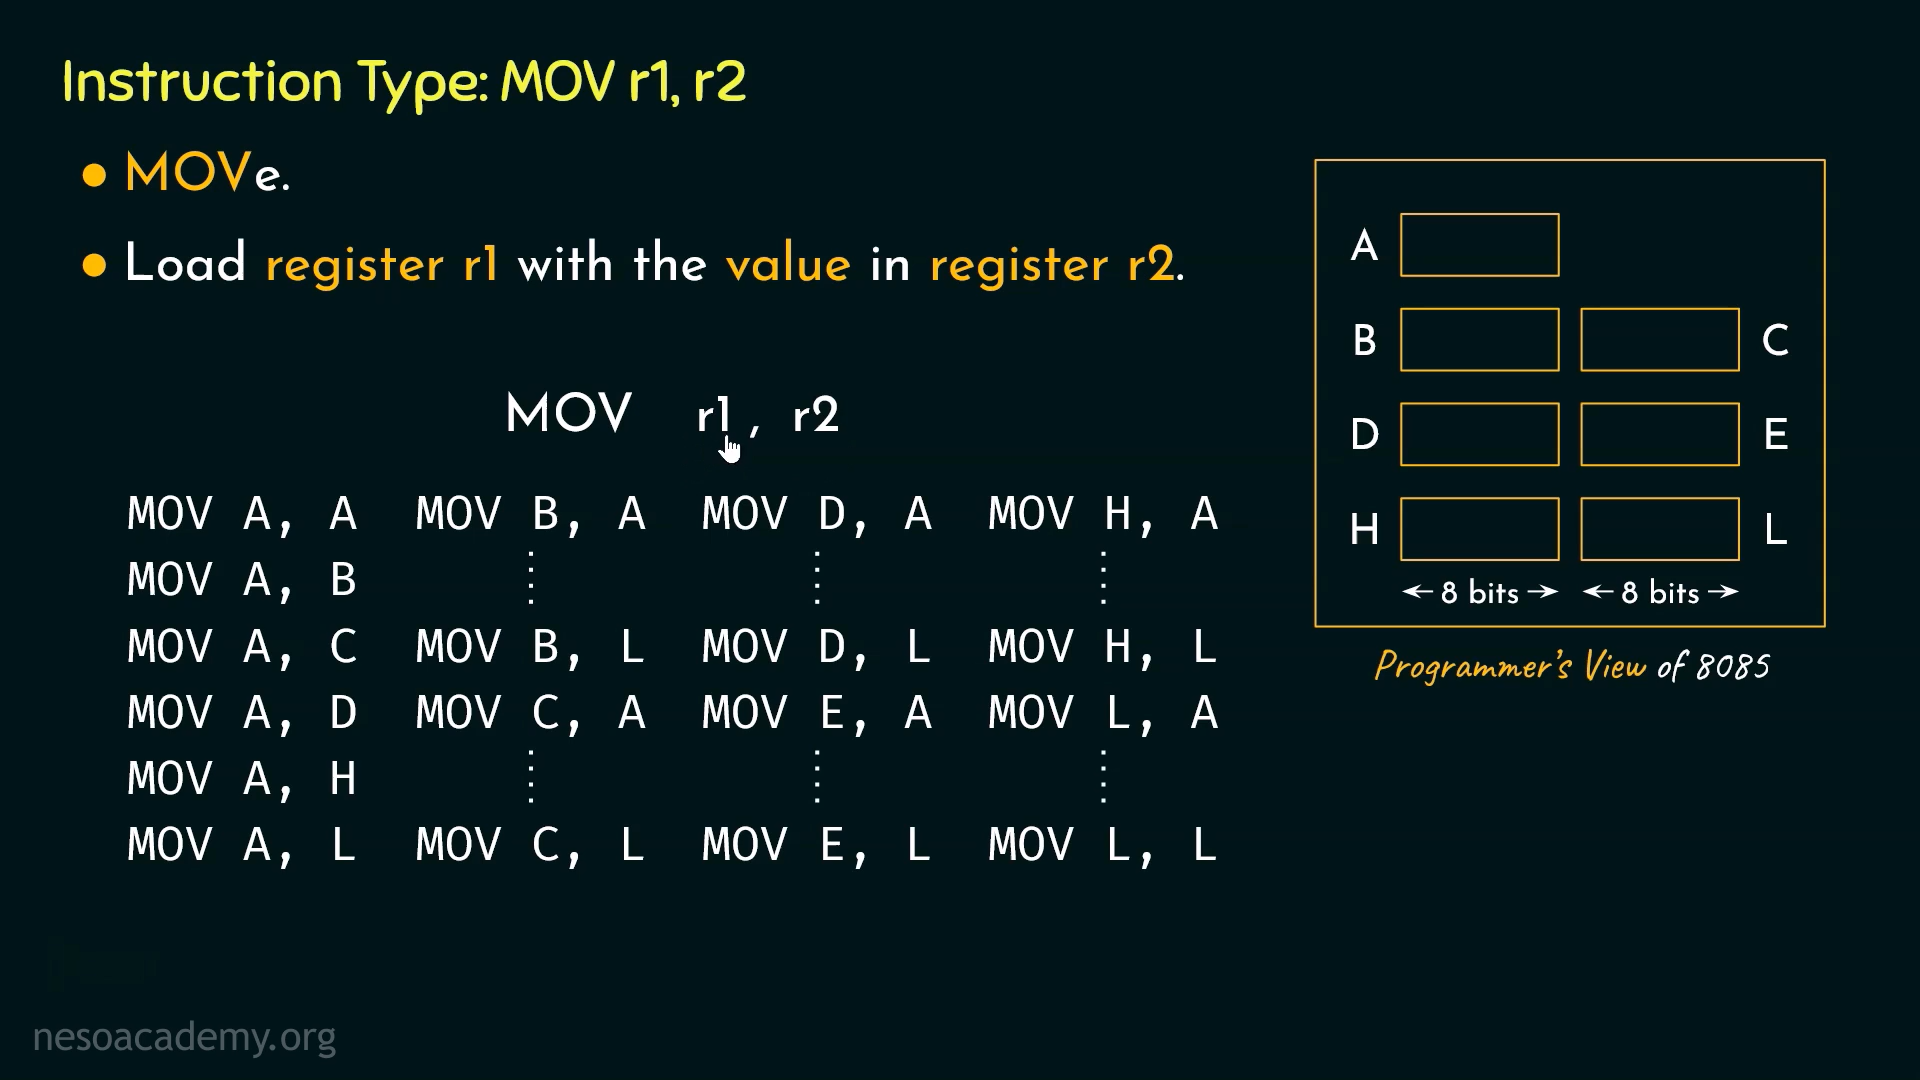 Instruction Type: MOV r1, r2
● MOVe.
● Load register r1 with the value in register r2.
MOV r1, r2
MOV A, A MOV B, A MOV D, A MOV H, A
MOV A, B
MOV A, C MOV B, L MOV D, L MOV H, L
MOV A, D MOV C, A MOV E, A MOV L, A
MOV A, H
MOV A, L MOV C, L MOV E, L MOV L, L
A
B C
D E
H L
8 bits 8 bits
Programmer's View of 8085
nesoacademy.org